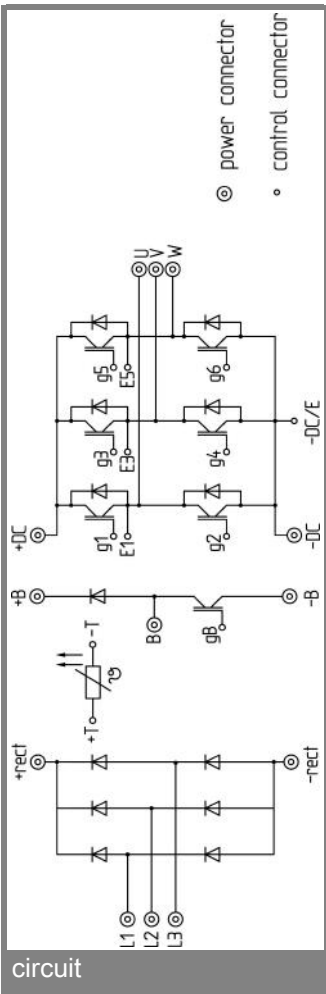 power connector
control connector
U
V
W
g5
E5
g6
g3
E3
g4
-DC/E
g1
E1
g2
+DC
-DC
+B
B
gB
-B
+T
-T
ϑ
+rect
-rect
L1
L2
L3
circuit